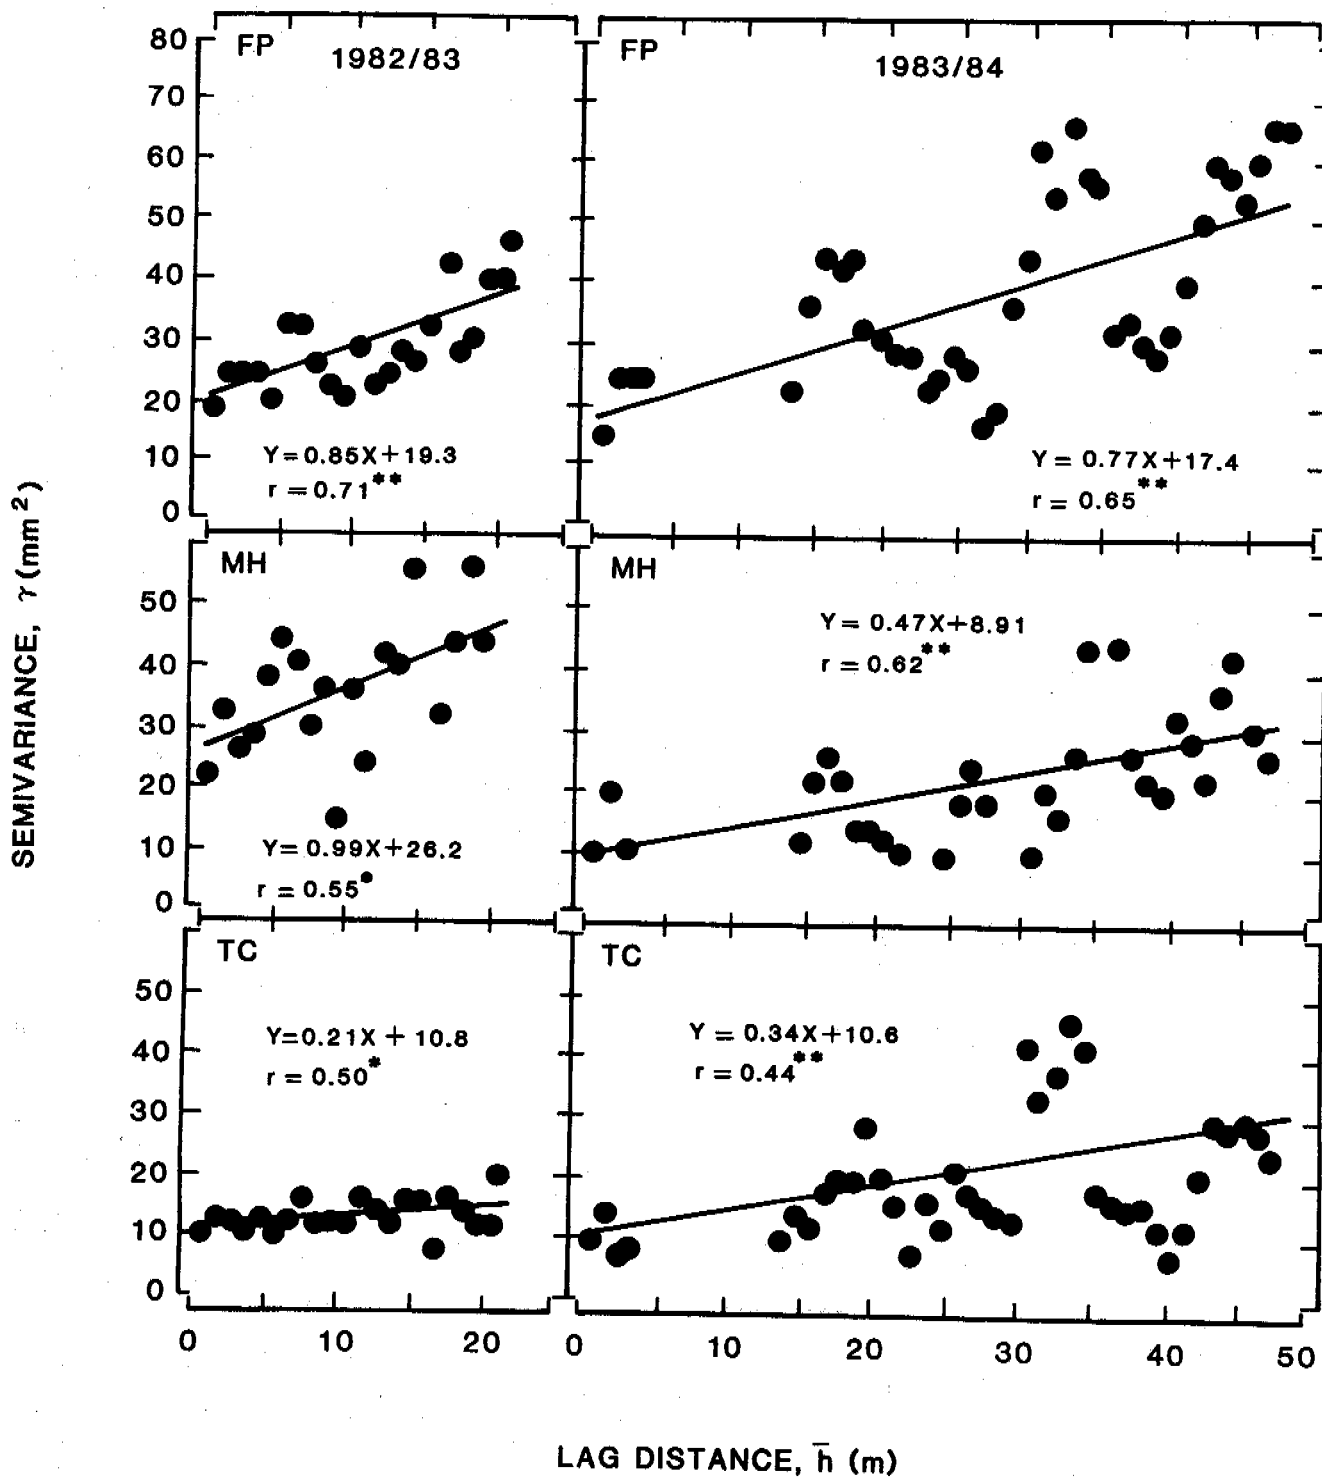 FP 1982/83
FP 1983/84
80
70
60
50
40
30
20
10
0
Y=0.85X+19.3
r=0.71**
Y=0.77X+17.4
r=0.65**
SEMIVARIANCE, γ(mm²)
MH
MH
50
40
30
20
10
0
Y=0.99X+26.2
r=0.55*
Y=0.47X+8.91
r=0.62**
TC
TC
50
40
30
20
10
0
Y=0.21X+10.8
r=0.50*
Y=0.34X+10.6
r=0.44**
0 10 20
0 10 20 30 40 50
LAG DISTANCE, h̅ (m)